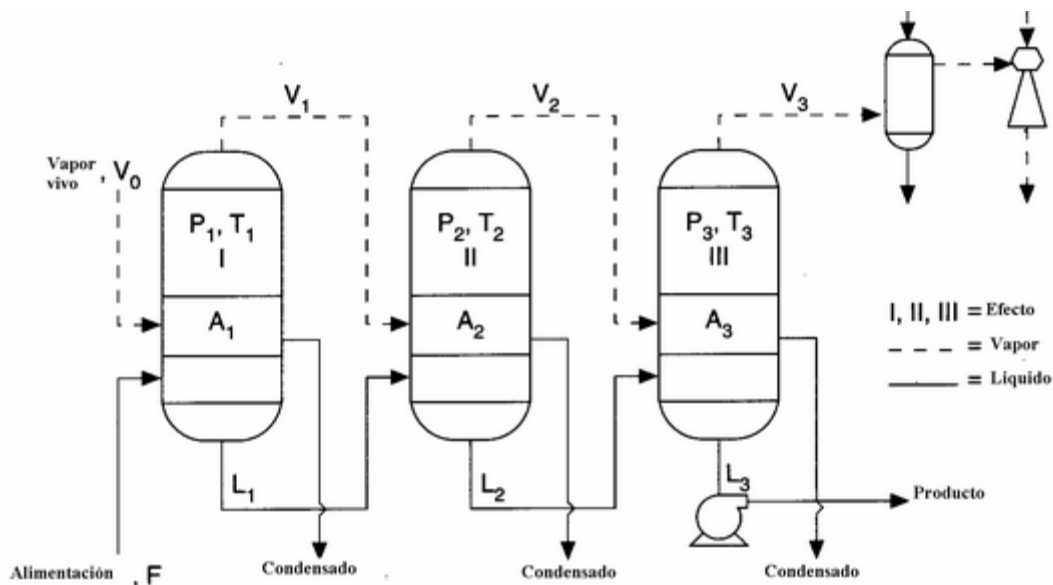 V₁
V₂
V₃
Vapor
vivo , V₀
P₁, T₁
I
P₂, T₂
II
P₃, T₃
III
A₁
A₂
A₃
I, II, III = Efecto
= Vapor
= Líquido
L₁
L₂
L₃
Producto
Alimentación , F
Condensado
Condensado
Condensado